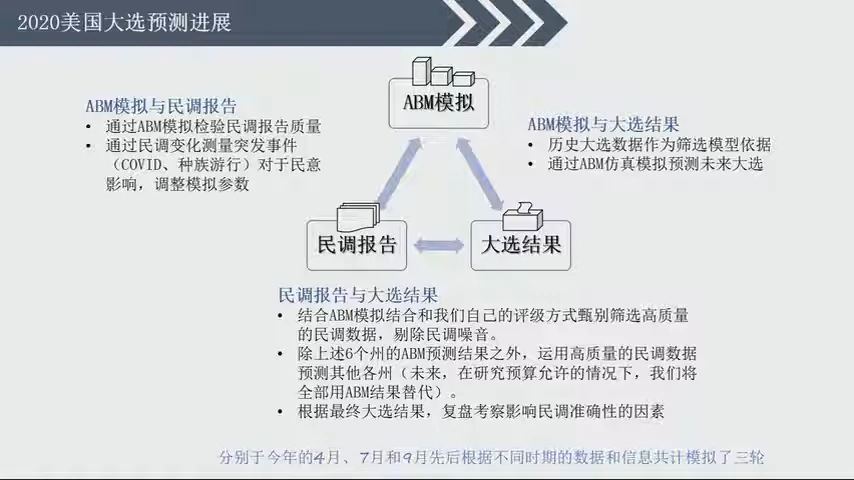 2020美国大选预测进展
ABM模拟
ABM模拟与民调报告
• 通过ABM模拟检验民调报告质量
• 通过民调变化测量突发事件
（COVID、种族游行）对于民意
影响，调整模拟参数
ABM模拟与大选结果
• 历史大选数据作为筛选模型依据
• 通过ABM仿真模拟预测未来大选
民调报告
大选结果
民调报告与大选结果
• 结合ABM模拟结合和我们自己的评级方式甄别筛选高质量
的民调数据，剔除民调噪音。
• 除上述6个州的ABM预测结果之外，运用高质量的民调数据
预测其他各州（未来，在研究预算允许的情况下，我们将
全部用ABM结果替代）。
• 根据最终大选结果，复盘考察影响民调准确性的因素
分别于今年的4月、7月和9月先后根据不同时期的数据和信息共计模拟了三轮